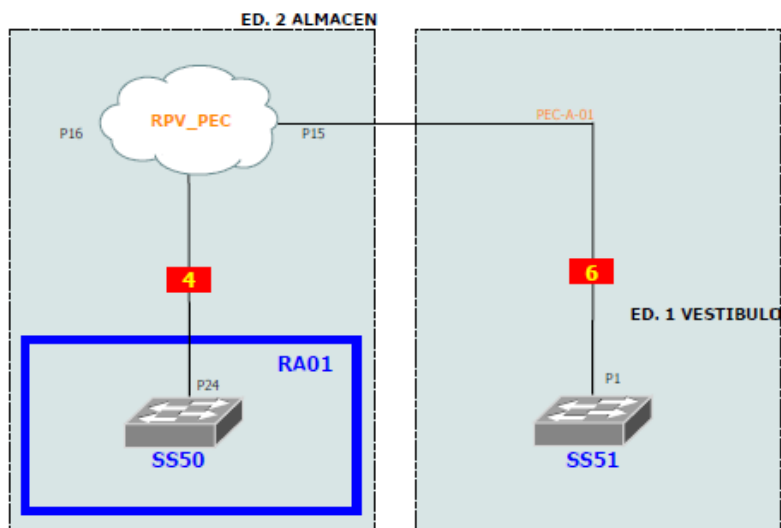 ED. 2 ALMACEN
RPV_PEC
P16
P15
PEC-A-01
4
6
ED. 1 VESTIBULO
RA01
P24
P1
SS50
SS51